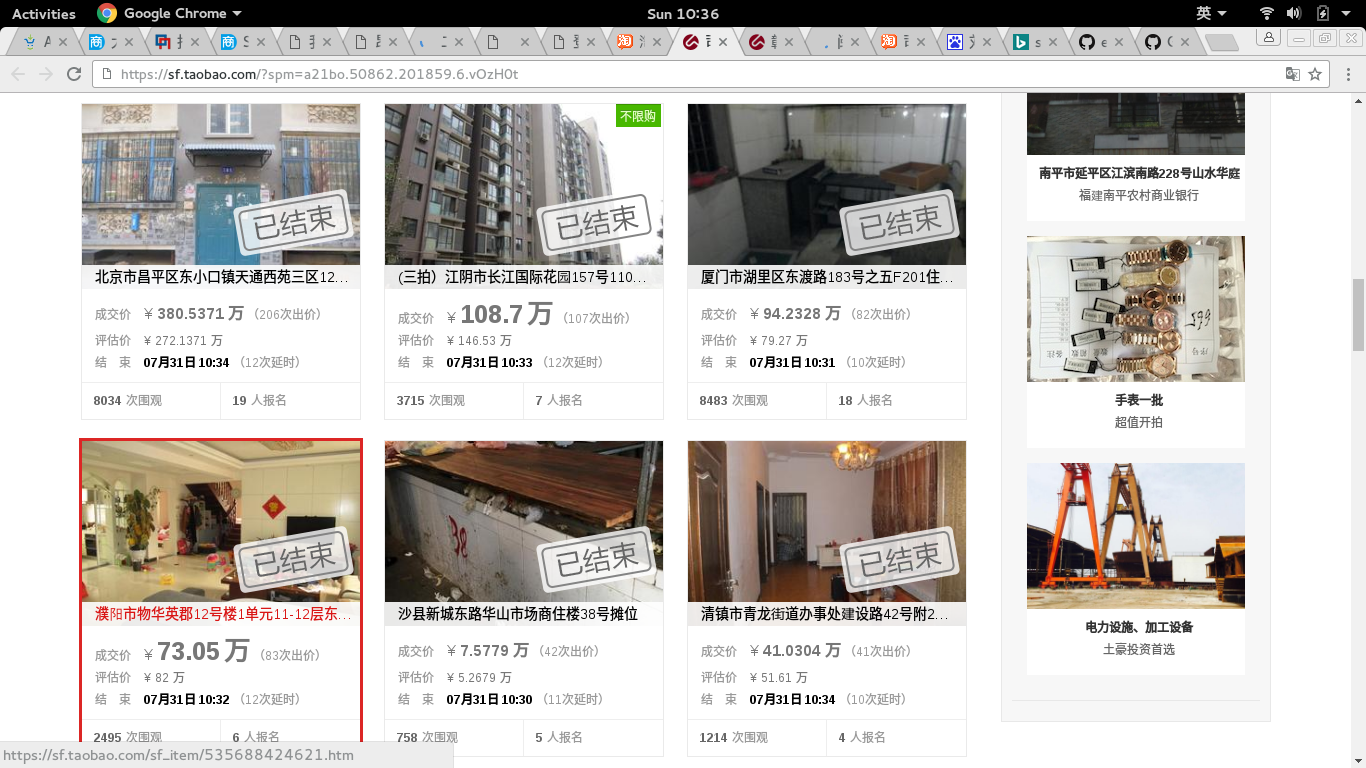 Activities
Google Chrome
Sun 10:36
英
https://sf.taobao.com/?spm=a21bo.50862.201859.6.vOzH0t
已结束
北京市昌平区东小口镇天通西苑三区12...
成交价 ¥ 380.5371 万 (206次出价)
评估价 ¥ 272.1371 万
结 束 07月31日 10:34 (12次延时)
8034 次围观 19 人报名
不限购
已结束
(三拍) 江阴市长江国际花园157号110...
成交价 ¥ 108.7 万 (107次出价)
评估价 ¥ 146.53 万
结 束 07月31日 10:33 (12次延时)
3715 次围观 7 人报名
已结束
厦门市湖里区东渡路183号之五F201住...
成交价 ¥ 94.2328 万 (82次出价)
评估价 ¥ 79.27 万
结 束 07月31日 10:31 (10次延时)
8483 次围观 18 人报名
已结束
濮阳市物华英郡12号楼1单元11-12层东...
成交价 ¥ 73.05 万 (83次出价)
评估价 ¥ 82 万
结 束 07月31日 10:32 (12次延时)
2495 次围观 6 人报名
38
已结束
沙县新城东路华山市场商住楼38号摊位
成交价 ¥ 7.5779 万 (42次出价)
评估价 ¥ 5.2679 万
结 束 07月31日 10:30 (11次延时)
758 次围观 5 人报名
已结束
清镇市青龙街道办事处建设路42号附2...
成交价 ¥ 41.0304 万 (41次出价)
评估价 ¥ 51.61 万
结 束 07月31日 10:34 (10次延时)
1214 次围观 4 人报名
南平市延平区江滨南路228号山水华庭
福建南平农村商业银行
手表一批
超值开拍
电力设施、加工设备
土豪投资首选
https://sf.taobao.com/sf_item/535688424621.htm